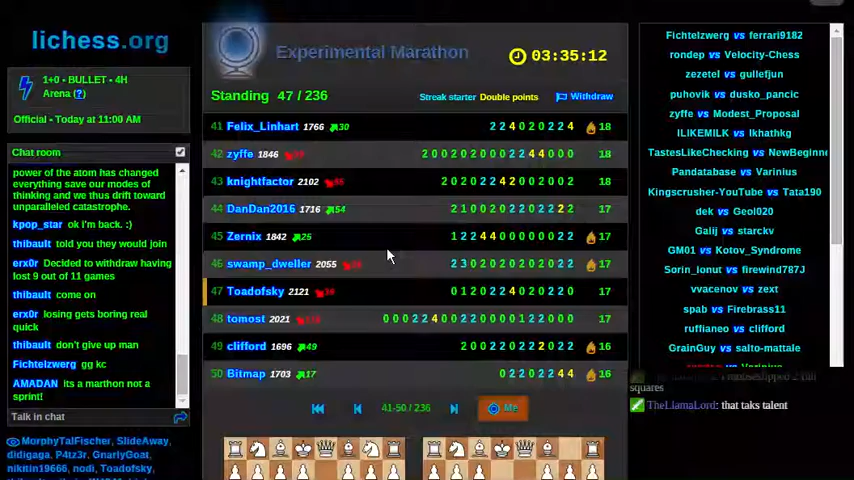 lichess.org
1+0 • BULLET • 4H
Arena (?)
Official • Today at 11:00 AM
Chat room
power of the atom has changed
everything save our modes of
thinking and we thus drift toward
unparalleled catastrophe.
kpop_star ok i'm back. :)
thibault told you they would join
erx0r Decided to withdraw having
lost 9 out of 11 games
thibault come on
erx0r losing gets boring real
quick
thibault don't give up man
Fichtelzwerg gg kc
AMADAN its a marthon not a
sprint!
Talk in chat
MorphyTalFischer, SlideAway,
didigaga, P4tz3r, GnarlyGoat,
nikitin19666, nodi, Toadofsky,
Experimental Marathon
03:35:12
Standing 47 / 236
Streak starter Double points
Withdraw
41 Felix_Linhart 1766 30 2 2 4 0 2 0 2 2 4 18
42 zyffe 1846 2 0 0 2 0 2 0 0 0 2 2 4 4 0 0 0 18
43 knightfactor 2102 2 0 2 0 2 2 4 2 0 0 2 0 0 2 18
44 DanDan2016 1716 54 2 1 0 0 2 0 2 2 0 2 2 2 2 17
45 Zernix 1842 25 1 2 2 4 4 0 0 0 0 0 0 2 2 17
46 swamp_dweller 2055 2 3 0 2 0 2 0 2 0 2 0 2 2 17
47 Toadofsky 2121 0 1 2 0 2 2 4 0 2 0 2 2 0 17
48 tomost 2021 0 0 0 2 2 4 0 0 2 2 0 0 0 0 1 2 2 0 0 0 17
49 clifford 1696 49 2 0 0 2 2 0 2 2 2 0 2 2 16
50 Bitmap 1703 17 0 2 2 0 2 2 4 4 16
41-50 / 236
Me
Fichtelzwerg vs ferrari9182
rondep vs Velocity-Chess
zezetel vs gullefjun
puhovik vs dusko_pancic
zyffe vs Modest_Proposal
ILIKEMILK vs lkhathkg
TastesLikeChecking vs NewBeginn
Pandatabase vs Varinius
Kingscrusher-YouTube vs Tata190
dek vs Geol020
Galij vs starckv
GM01 vs Kotov_Syndrome
Sorin_Ionut vs firewind787J
vvacenov vs zext
spab vs Firebrass11
ruffianeo vs clifford
GrainGuy vs salto-mattale
squares
TheLlamaLord: that taks talent